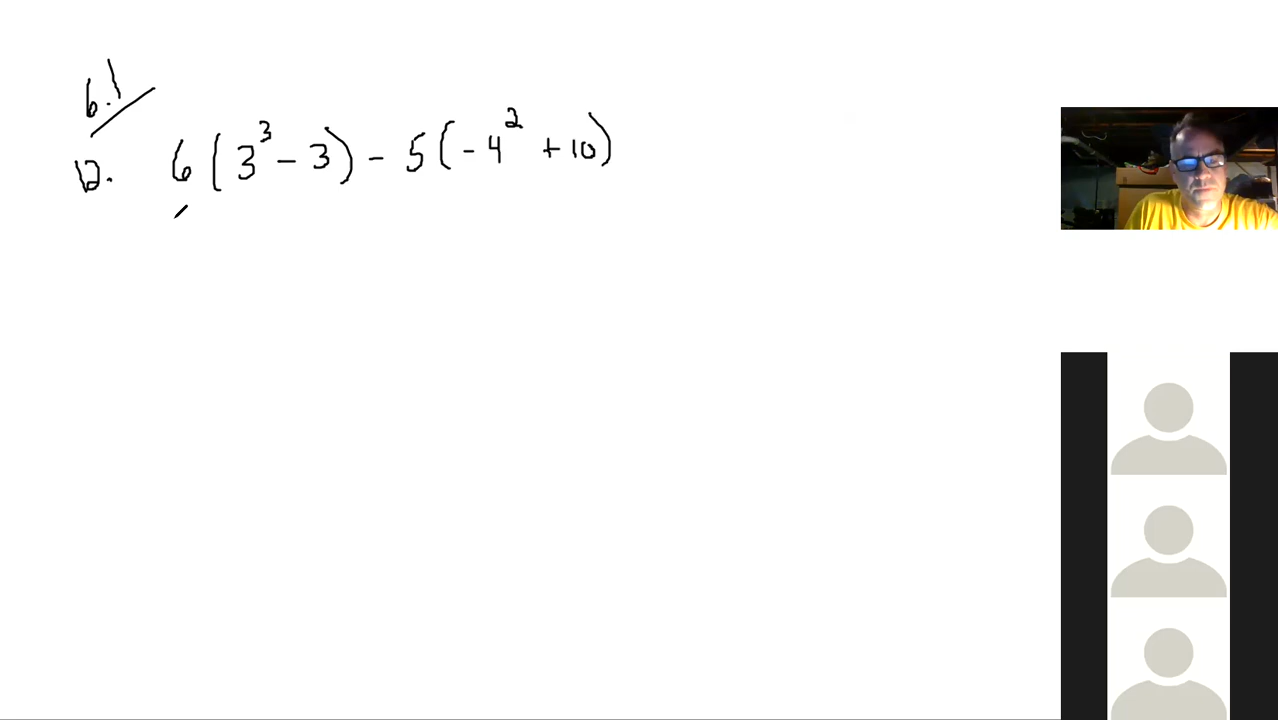 6.1
12. 6(3³ - 3) - 5(-4² + 10)